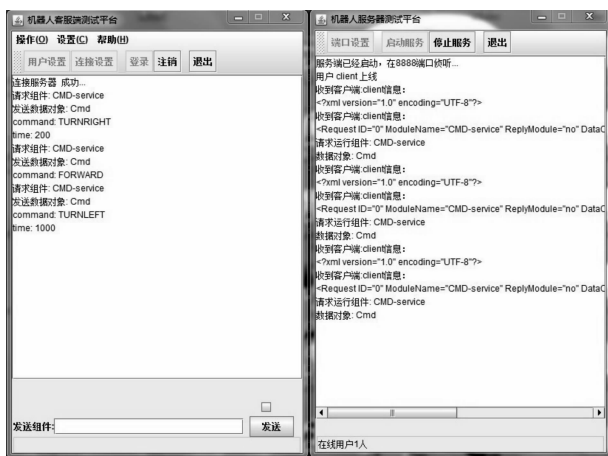 机器人客服端测试平台
操作(O) 设置(C) 帮助(H)
用户设置 连接设置 登录 注销 退出
连接服务器 成功...
请求组件: CMD-service
发送数据对象: Cmd
command: TURNRIGHT
time: 200
请求组件: CMD-service
发送数据对象: Cmd
command: FORWARD
请求组件: CMD-service
发送数据对象: Cmd
command: TURNLEFT
time: 1000
发送组件:
发送
机器人服务器测试平台
端口设置 启动服务 停止服务 退出
服务端已经启动，在8888端口侦听...
用户 client 上线
收到客户端:client信息:
<?xml version="1.0" encoding="UTF-8"?>
收到客户端:client信息:
<Request ID="0" ModuleName="CMD-service" ReplyModule="no" DataC
请求运行组件: CMD-service
数据对象: Cmd
收到客户端:client信息:
<?xml version="1.0" encoding="UTF-8"?>
收到客户端:client信息:
<Request ID="0" ModuleName="CMD-service" ReplyModule="no" DataC
请求运行组件: CMD-service
数据对象: Cmd
收到客户端:client信息:
<?xml version="1.0" encoding="UTF-8"?>
收到客户端:client信息:
<Request ID="0" ModuleName="CMD-service" ReplyModule="no" DataC
请求运行组件: CMD-service
数据对象: Cmd
在线用户1人